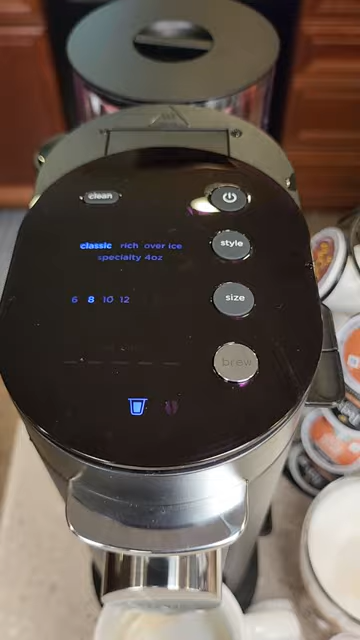 clean
style
classic rich over ice
specialty 4oz
size
6 8 10 12
brew